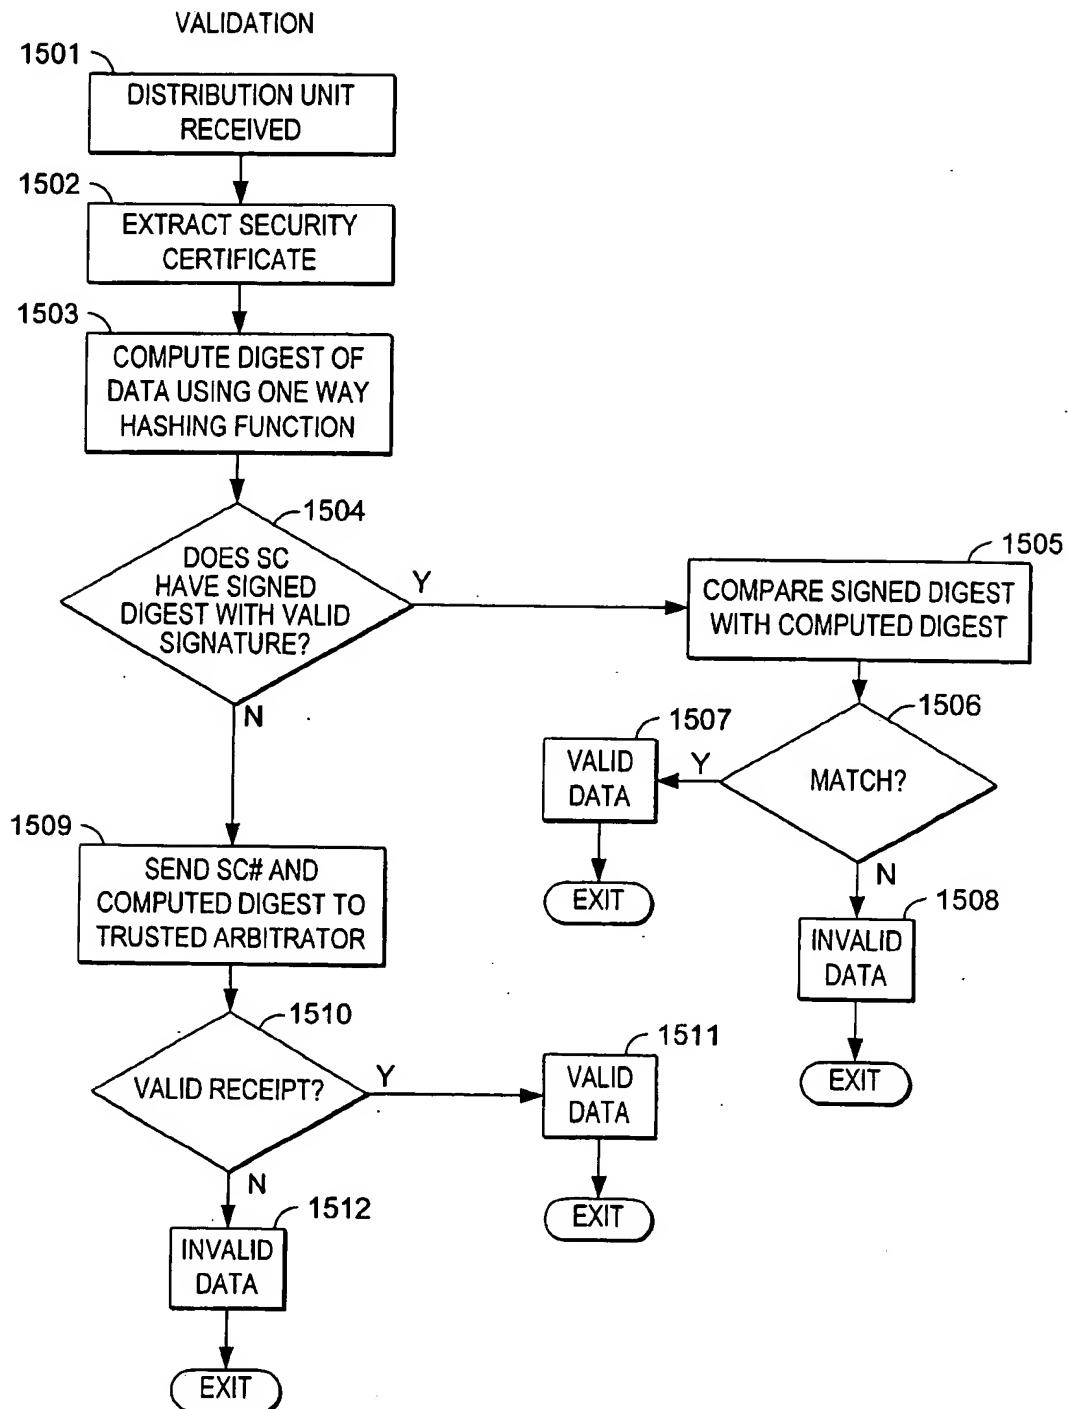 VALIDATION
1501
DISTRIBUTION UNIT
RECEIVED
1502
EXTRACT SECURITY
CERTIFICATE
1503
COMPUTE DIGEST OF
DATA USING ONE WAY
HASHING FUNCTION
1504
DOES SC
HAVE SIGNED
DIGEST WITH VALID
SIGNATURE?
Y
N
1505
COMPARE SIGNED DIGEST
WITH COMPUTED DIGEST
1506
MATCH?
Y
N
1507
VALID
DATA
EXIT
1508
INVALID
DATA
EXIT
1509
SEND SC# AND
COMPUTED DIGEST TO
TRUSTED ARBITRATOR
1510
VALID RECEIPT?
Y
N
1511
VALID
DATA
EXIT
1512
INVALID
DATA
EXIT